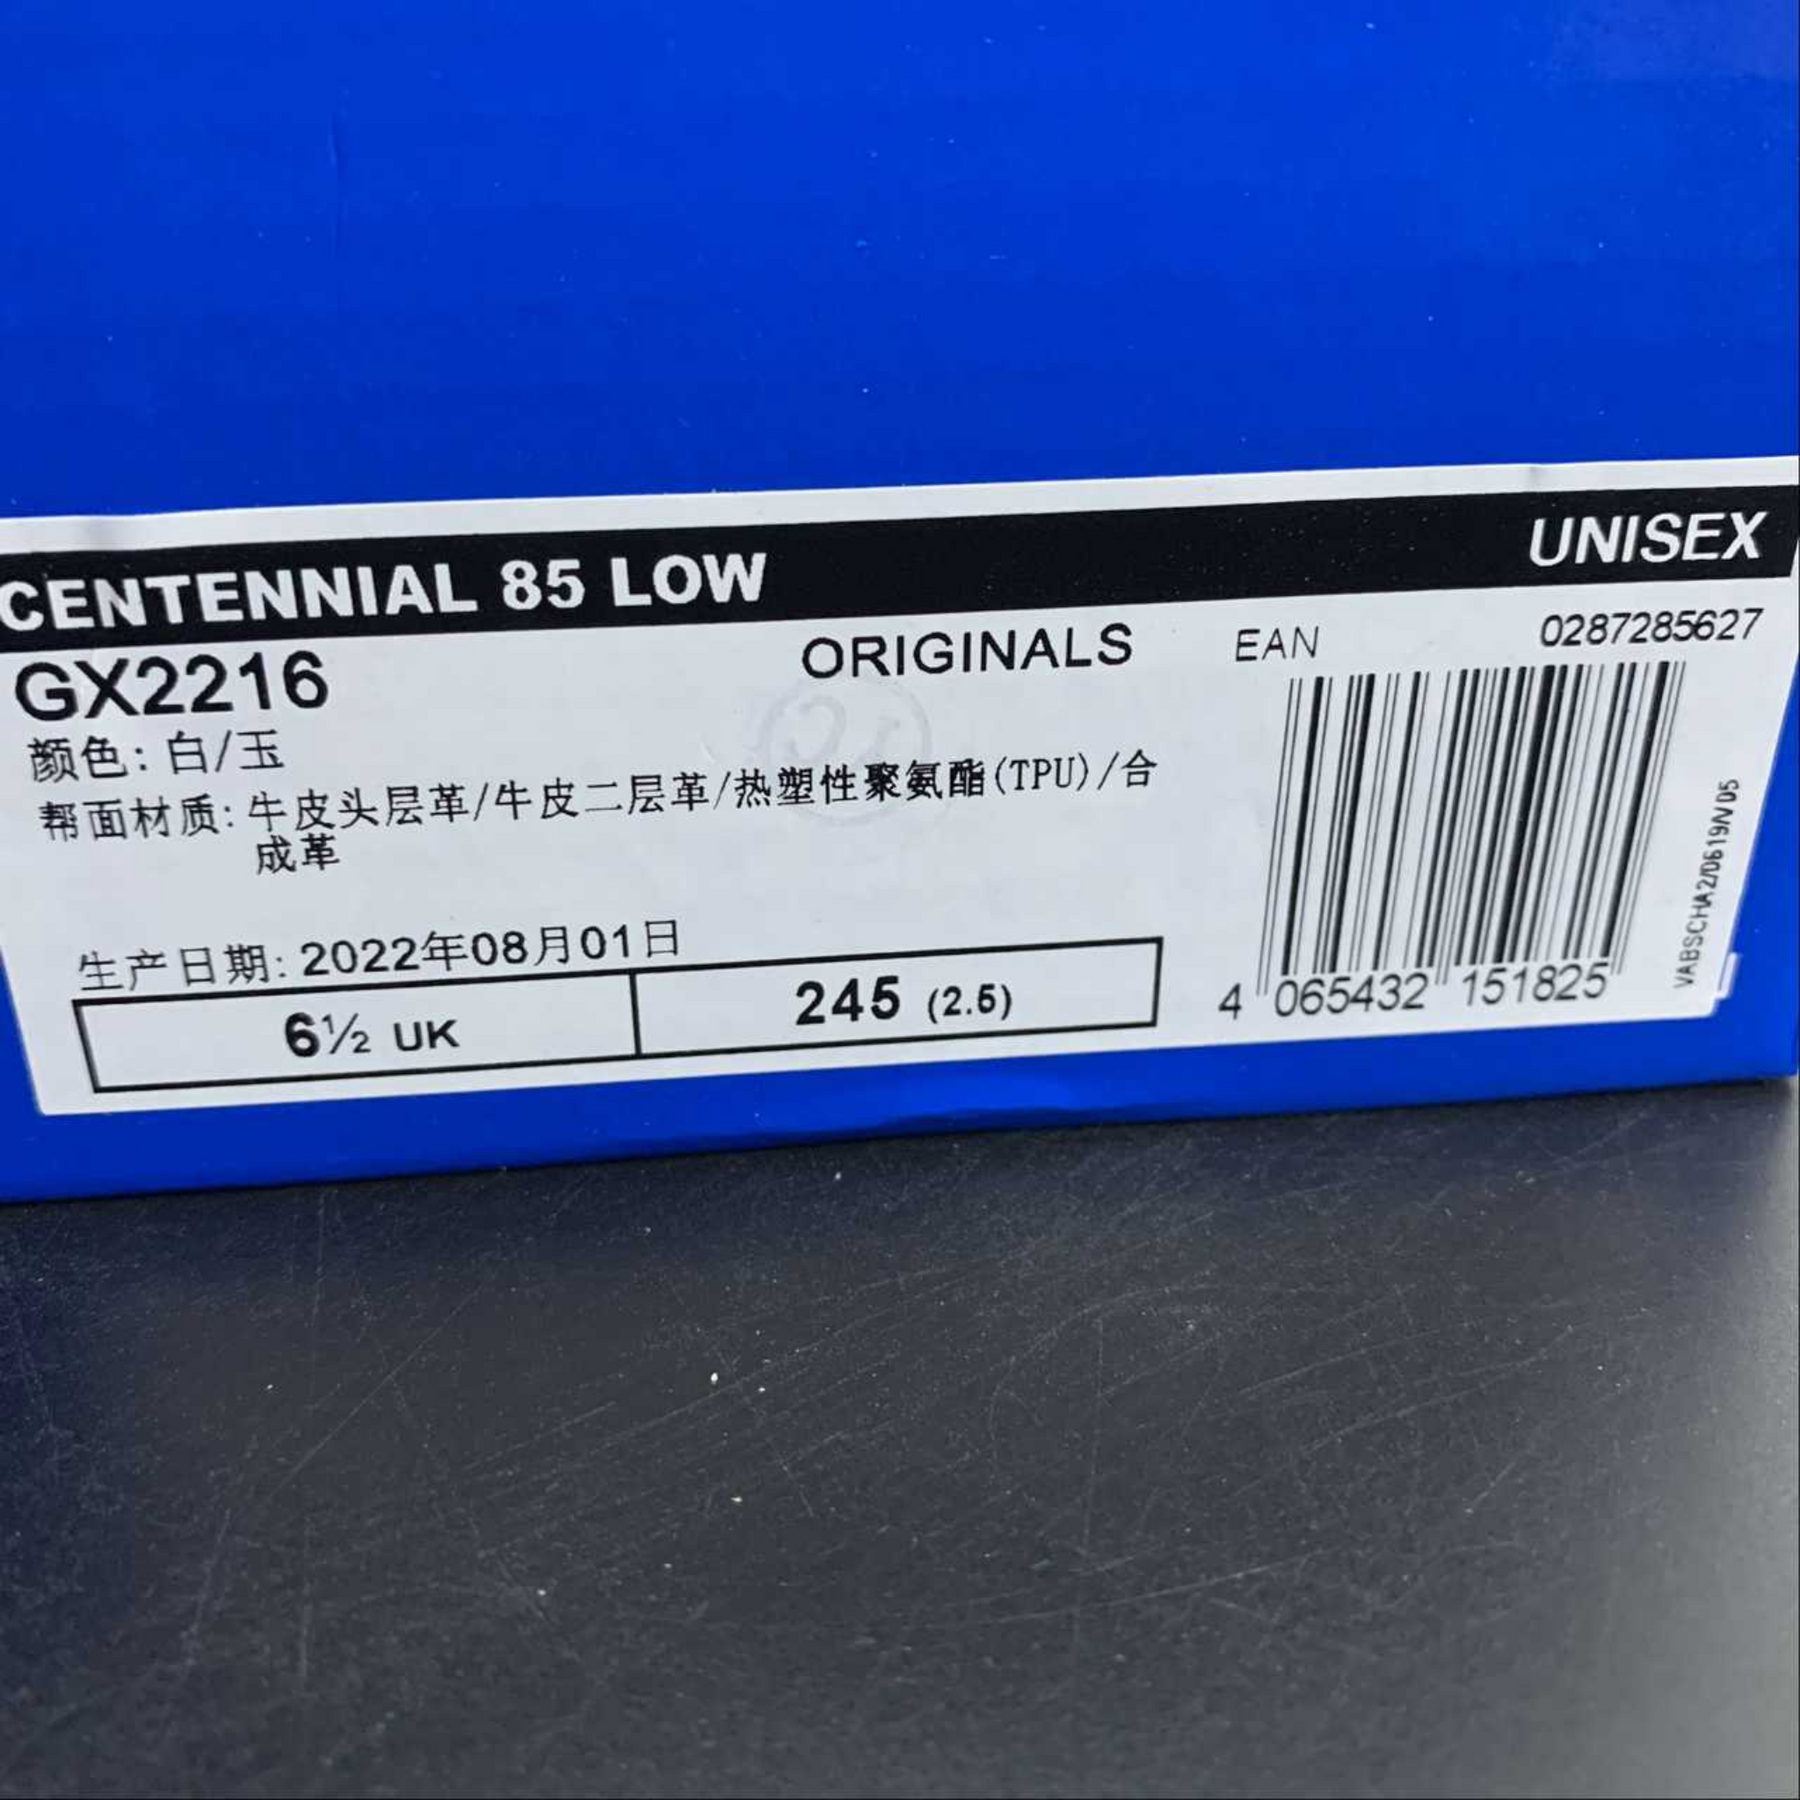 CENTENNIAL 85 LOW
UNISEX
GX2216
ORIGINALS
EAN
0287285627
颜色: 白/玉
帮面材质: 牛皮头层革/牛皮二层革/热塑性聚氨酯(TPU)/合
成革
生产日期: 2022年08月01日
6½ UK
245 (2.5)
4 065432 151825
VABSCHA2/0619/V05